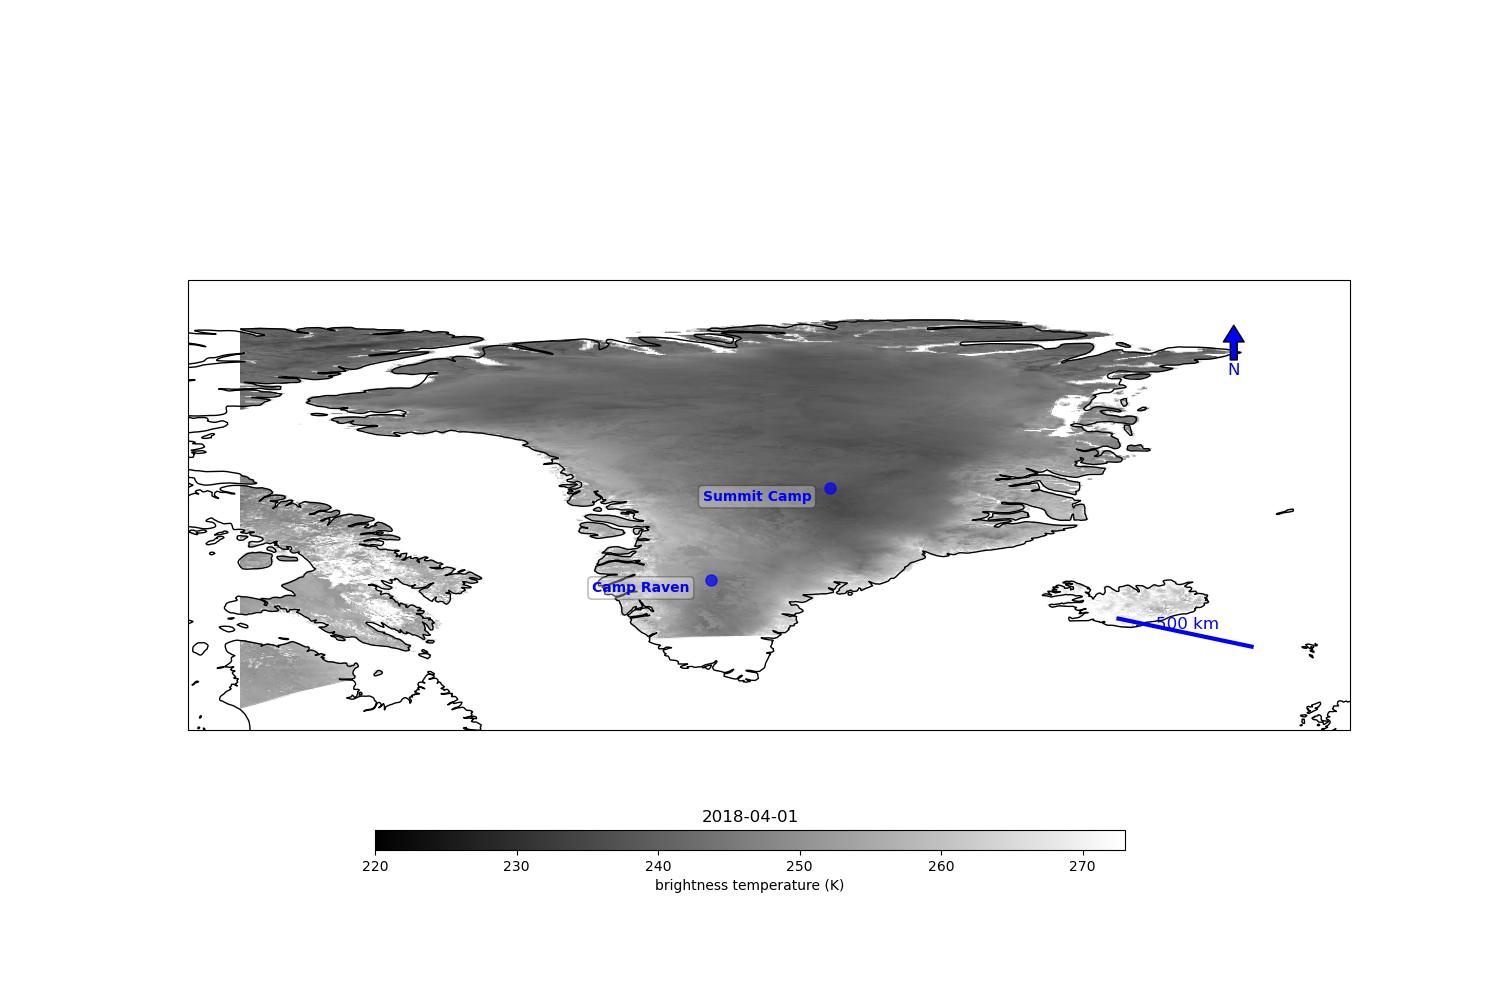 N
Summit Camp
Camp Raven
500 km
2018-04-01
220 230 240 250 260 270
brightness temperature (K)